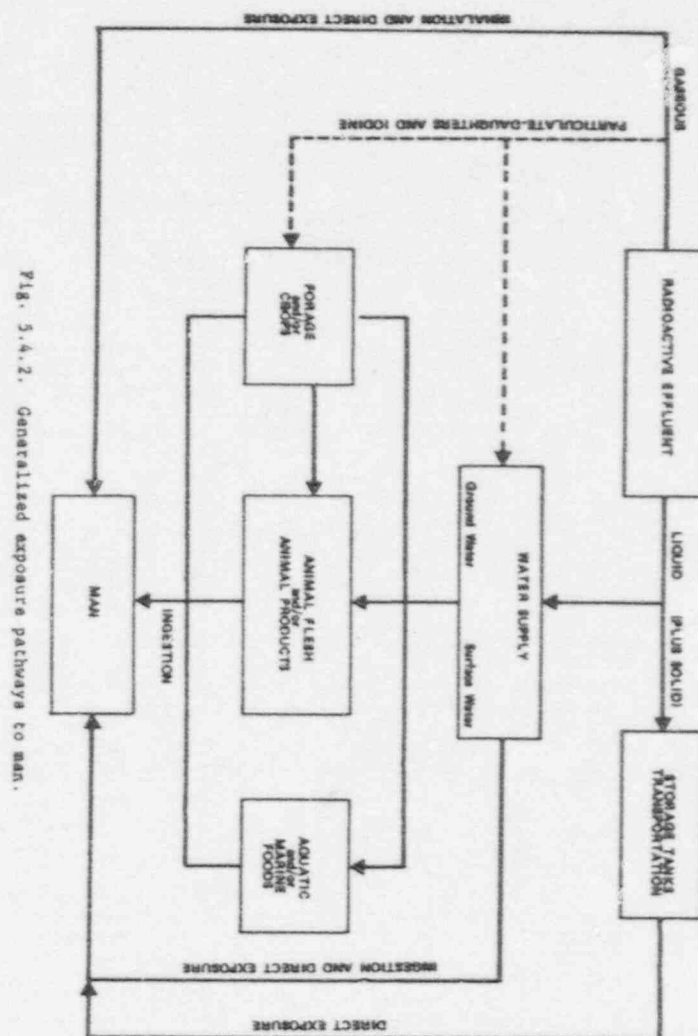 GASEOUS
INHALATION AND DIRECT EXPOSURE
PARTICULATE-DAUGHTERS AND IODINE
RADIOACTIVE EFFLUENT
LIQUID (PLUS SOLID)
STORAGE TANKS
TRANSPORTATION
WATER SUPPLY
Ground Water
Surface Water
FORAGE
and/or
CROPS
ANIMAL FLESH
and/or
ANIMAL PRODUCTS
AQUATIC
and/or
MARINE
FOODS
INGESTION
INGESTION AND DIRECT EXPOSURE
DIRECT EXPOSURE
MAN
Fig. 5.4.2. Generalized exposure pathways to man.